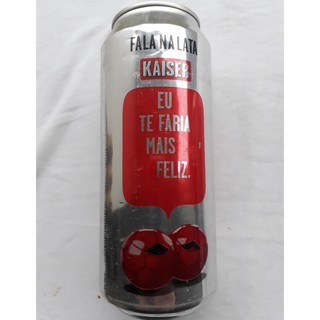 FALA NA LATA
KAISER
EU
TE FARIA
MAIS
FELIZ.